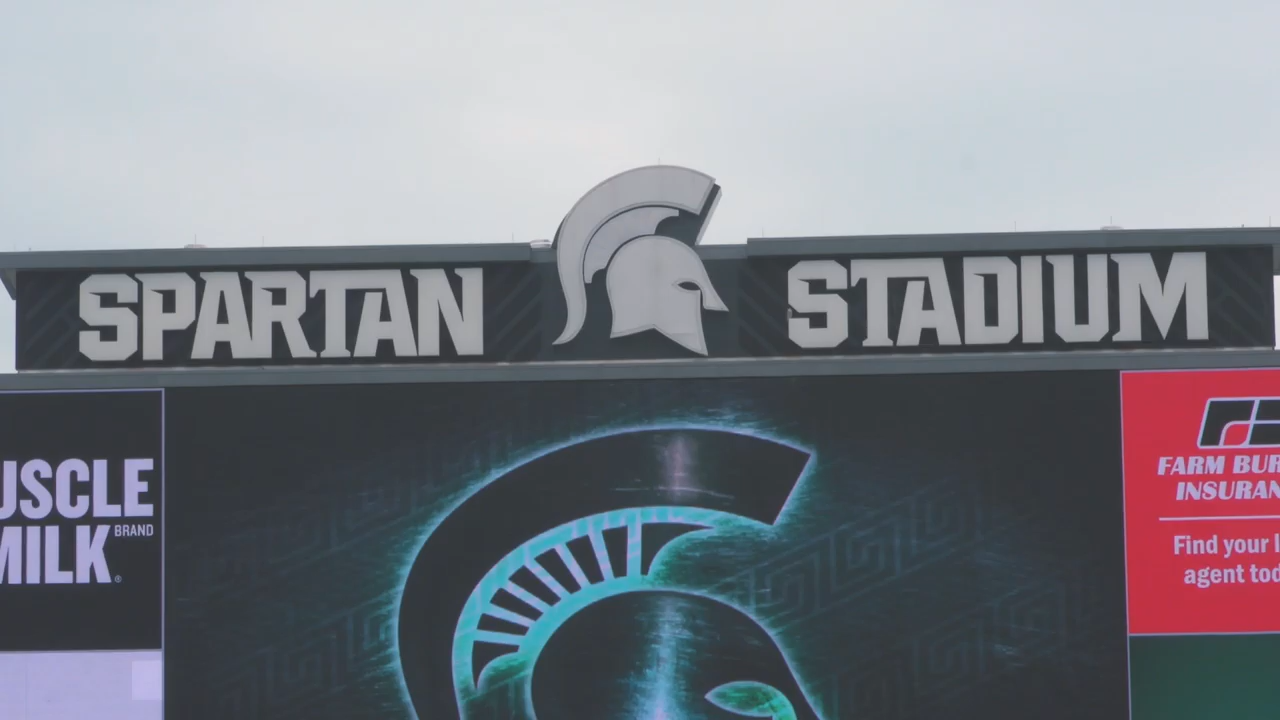 SPARTAN STADIUM
USCLE
MILK
BRAND
FARM BUR
INSURAN
Find your l
agent tod